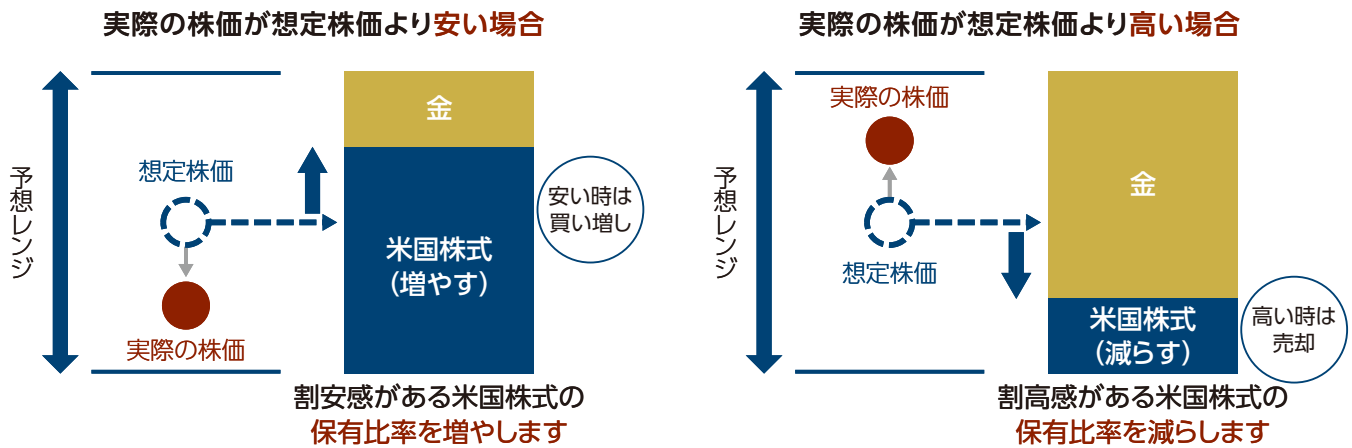 実際の株価が想定株価より安い場合
予想レンジ
想定株価
実際の株価
金
米国株式
(増やす)
安い時は
買い増し
割安感がある米国株式の
保有比率を増やします
実際の株価が想定株価より高い場合
予想レンジ
実際の株価
想定株価
金
米国株式
(減らす)
高い時は
売却
割高感がある米国株式の
保有比率を減らします